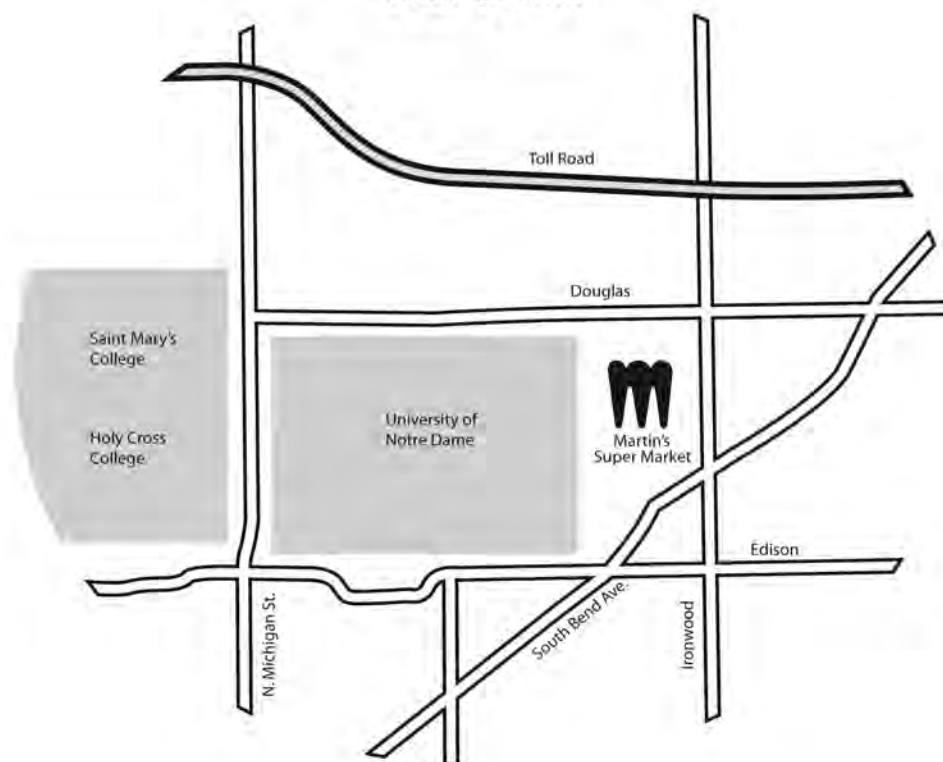 Toll Road
Douglas
Saint Mary's
College
Holy Cross
College
University of
Notre Dame
Martin's
Super Market
Edison
South Bend Ave.
N. Michigan St.
Ironwood